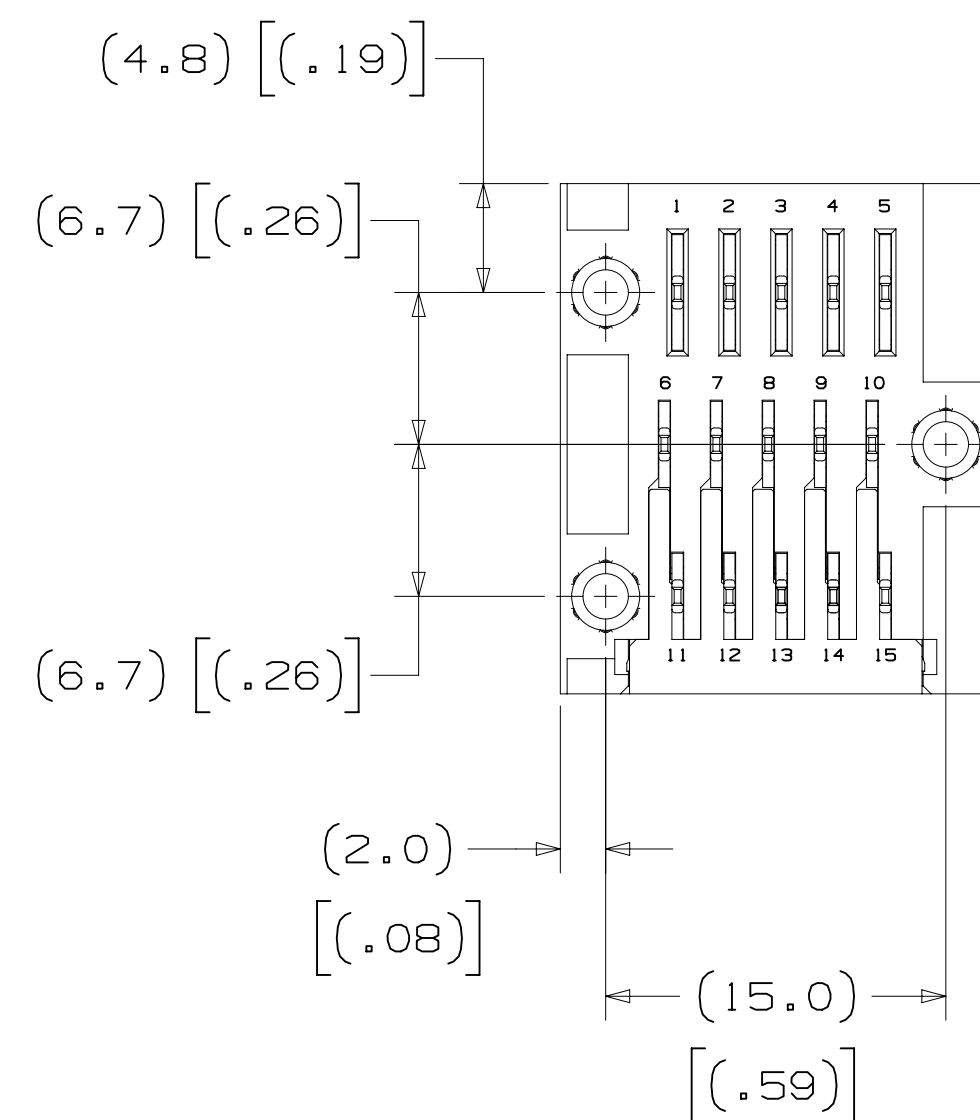 (4.8) [(.19)]
(6.7) [(.26)]
1 2 3 4 5
6 7 8 9 10
11 12 13 14 15
(6.7) [(.26)]
(2.0)
[(.08)]
(15.0)
[(.59)]